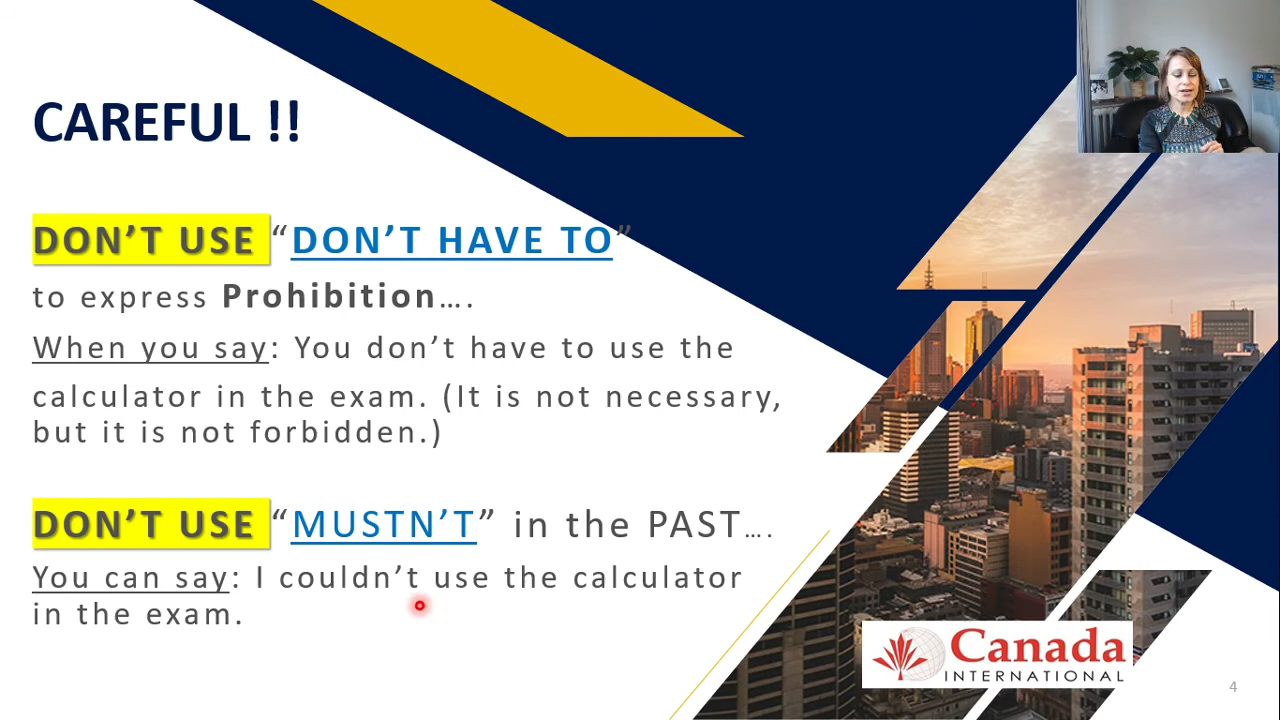 CAREFUL !!
DON’T USE “DON’T HAVE TO”
to express Prohibition….
When you say: You don’t have to use the
calculator in the exam. (It is not necessary,
but it is not forbidden.)
DON’T USE “MUSTN’T” in the PAST….
You can say: I couldn’t use the calculator
in the exam.
Canada
INTERNATIONAL
4